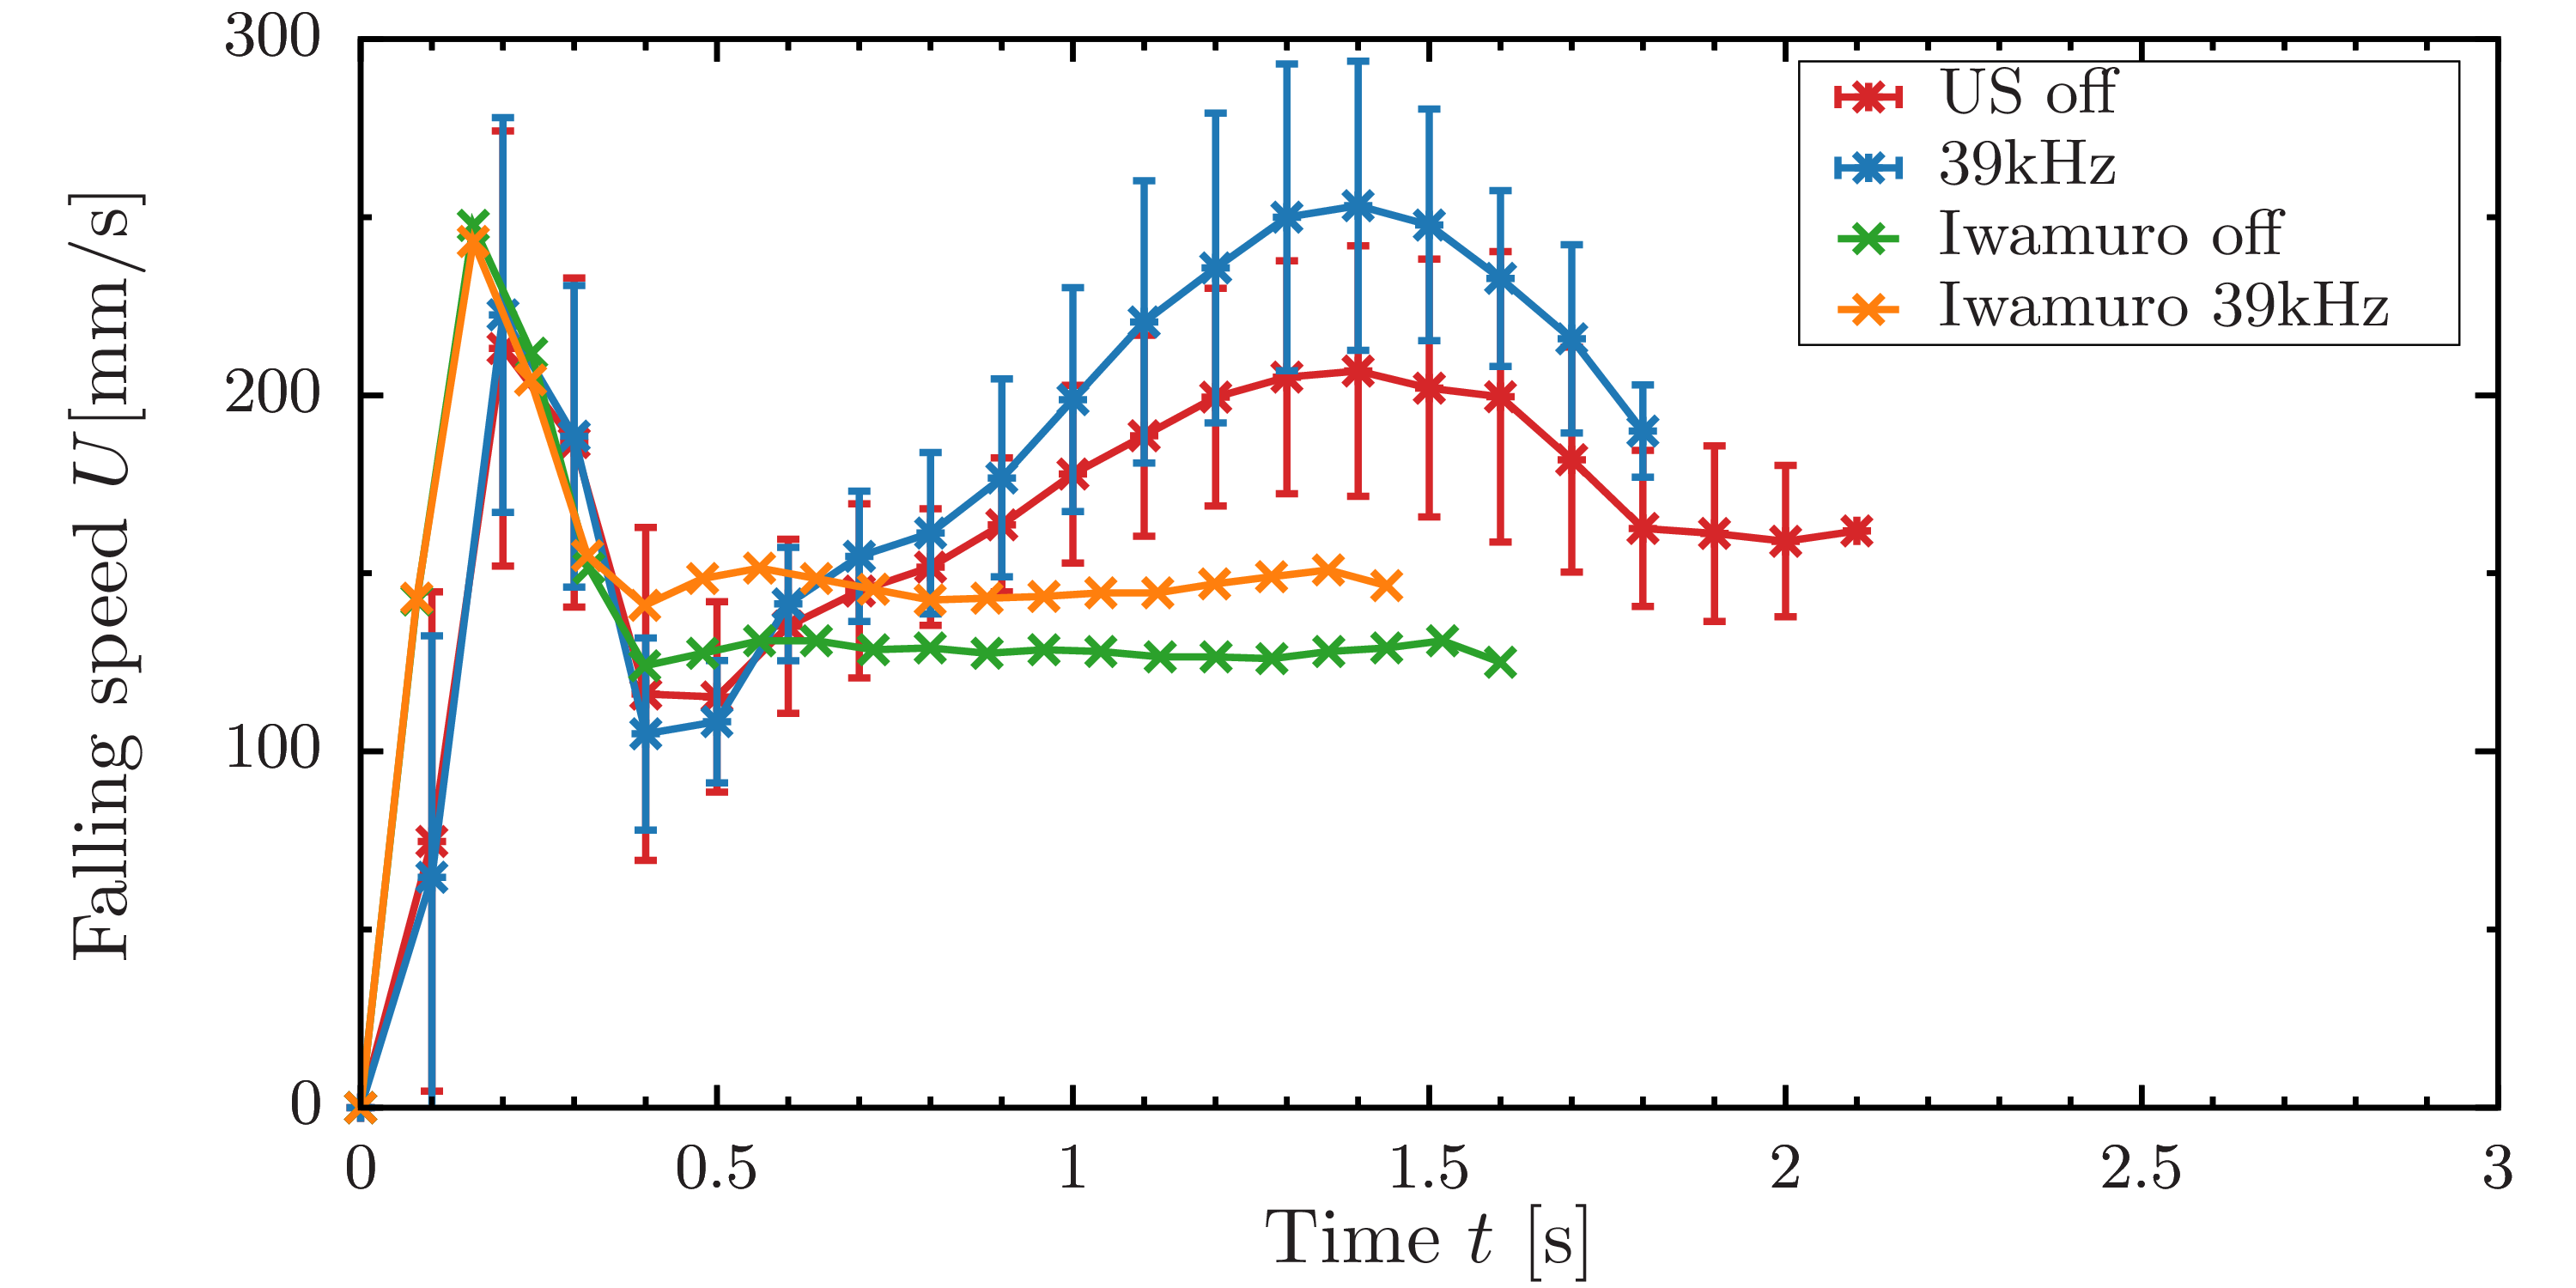 300
200
100
0
Falling speed U[mm/s]
US off
39kHz
Iwamuro off
Iwamuro 39kHz
0 0.5 1 1.5 2 2.5 3
Time t [s]